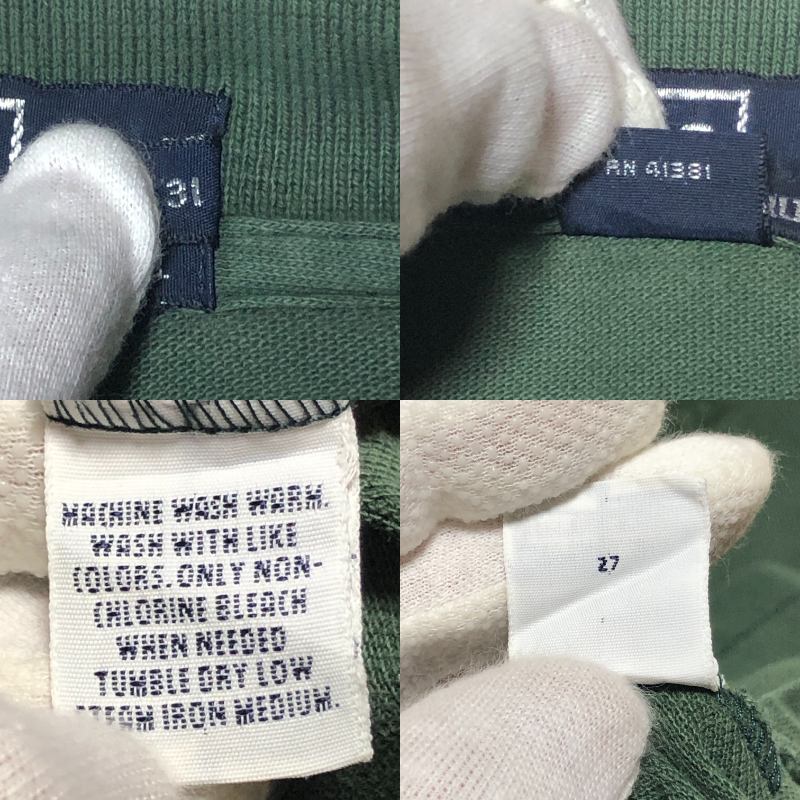 31
RN 41381
MACHINE WASH WARM.
WASH WITH LIKE
COLORS. ONLY NON-
CHLORINE BLEACH
WHEN NEEDED
TUMBLE DRY LOW
STEAM IRON MEDIUM.
27